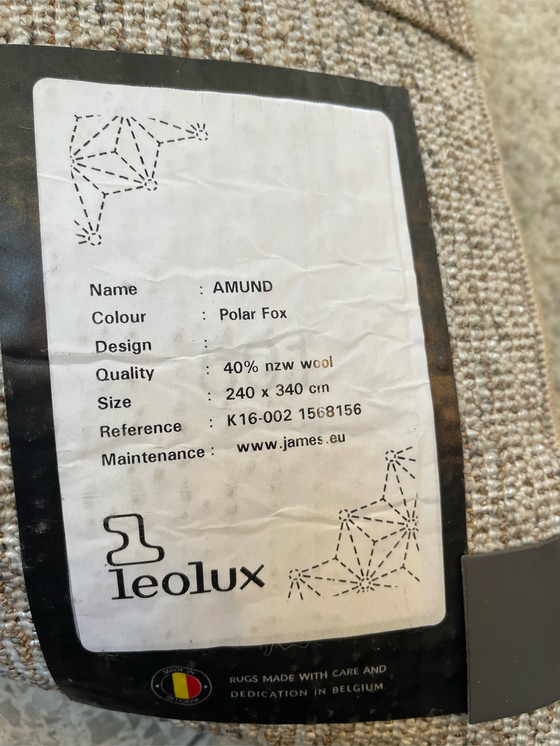 Name : AMUND
Colour : Polar Fox
Design :
Quality : 40% nzw wool
Size : 240 x 340 cm
Reference : K16-002 1568156
Maintenance : www.james.eu
leolux
RUGS MADE WITH CARE AND
DEDICATION IN BELGIUM